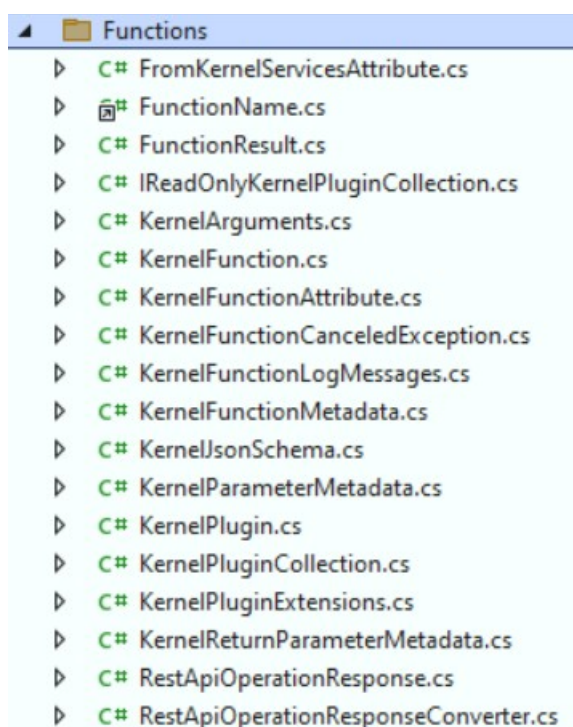 Functions
C# FromKernelServicesAttribute.cs
C# FunctionName.cs
C# FunctionResult.cs
C# IReadOnlyKernelPluginCollection.cs
C# KernelArguments.cs
C# KernelFunction.cs
C# KernelFunctionAttribute.cs
C# KernelFunctionCanceledException.cs
C# KernelFunctionLogMessages.cs
C# KernelFunctionMetadata.cs
C# KernelJsonSchema.cs
C# KernelParameterMetadata.cs
C# KernelPlugin.cs
C# KernelPluginCollection.cs
C# KernelPluginExtensions.cs
C# KernelReturnParameterMetadata.cs
C# RestApiOperationResponse.cs
C# RestApiOperationResponseConverter.cs